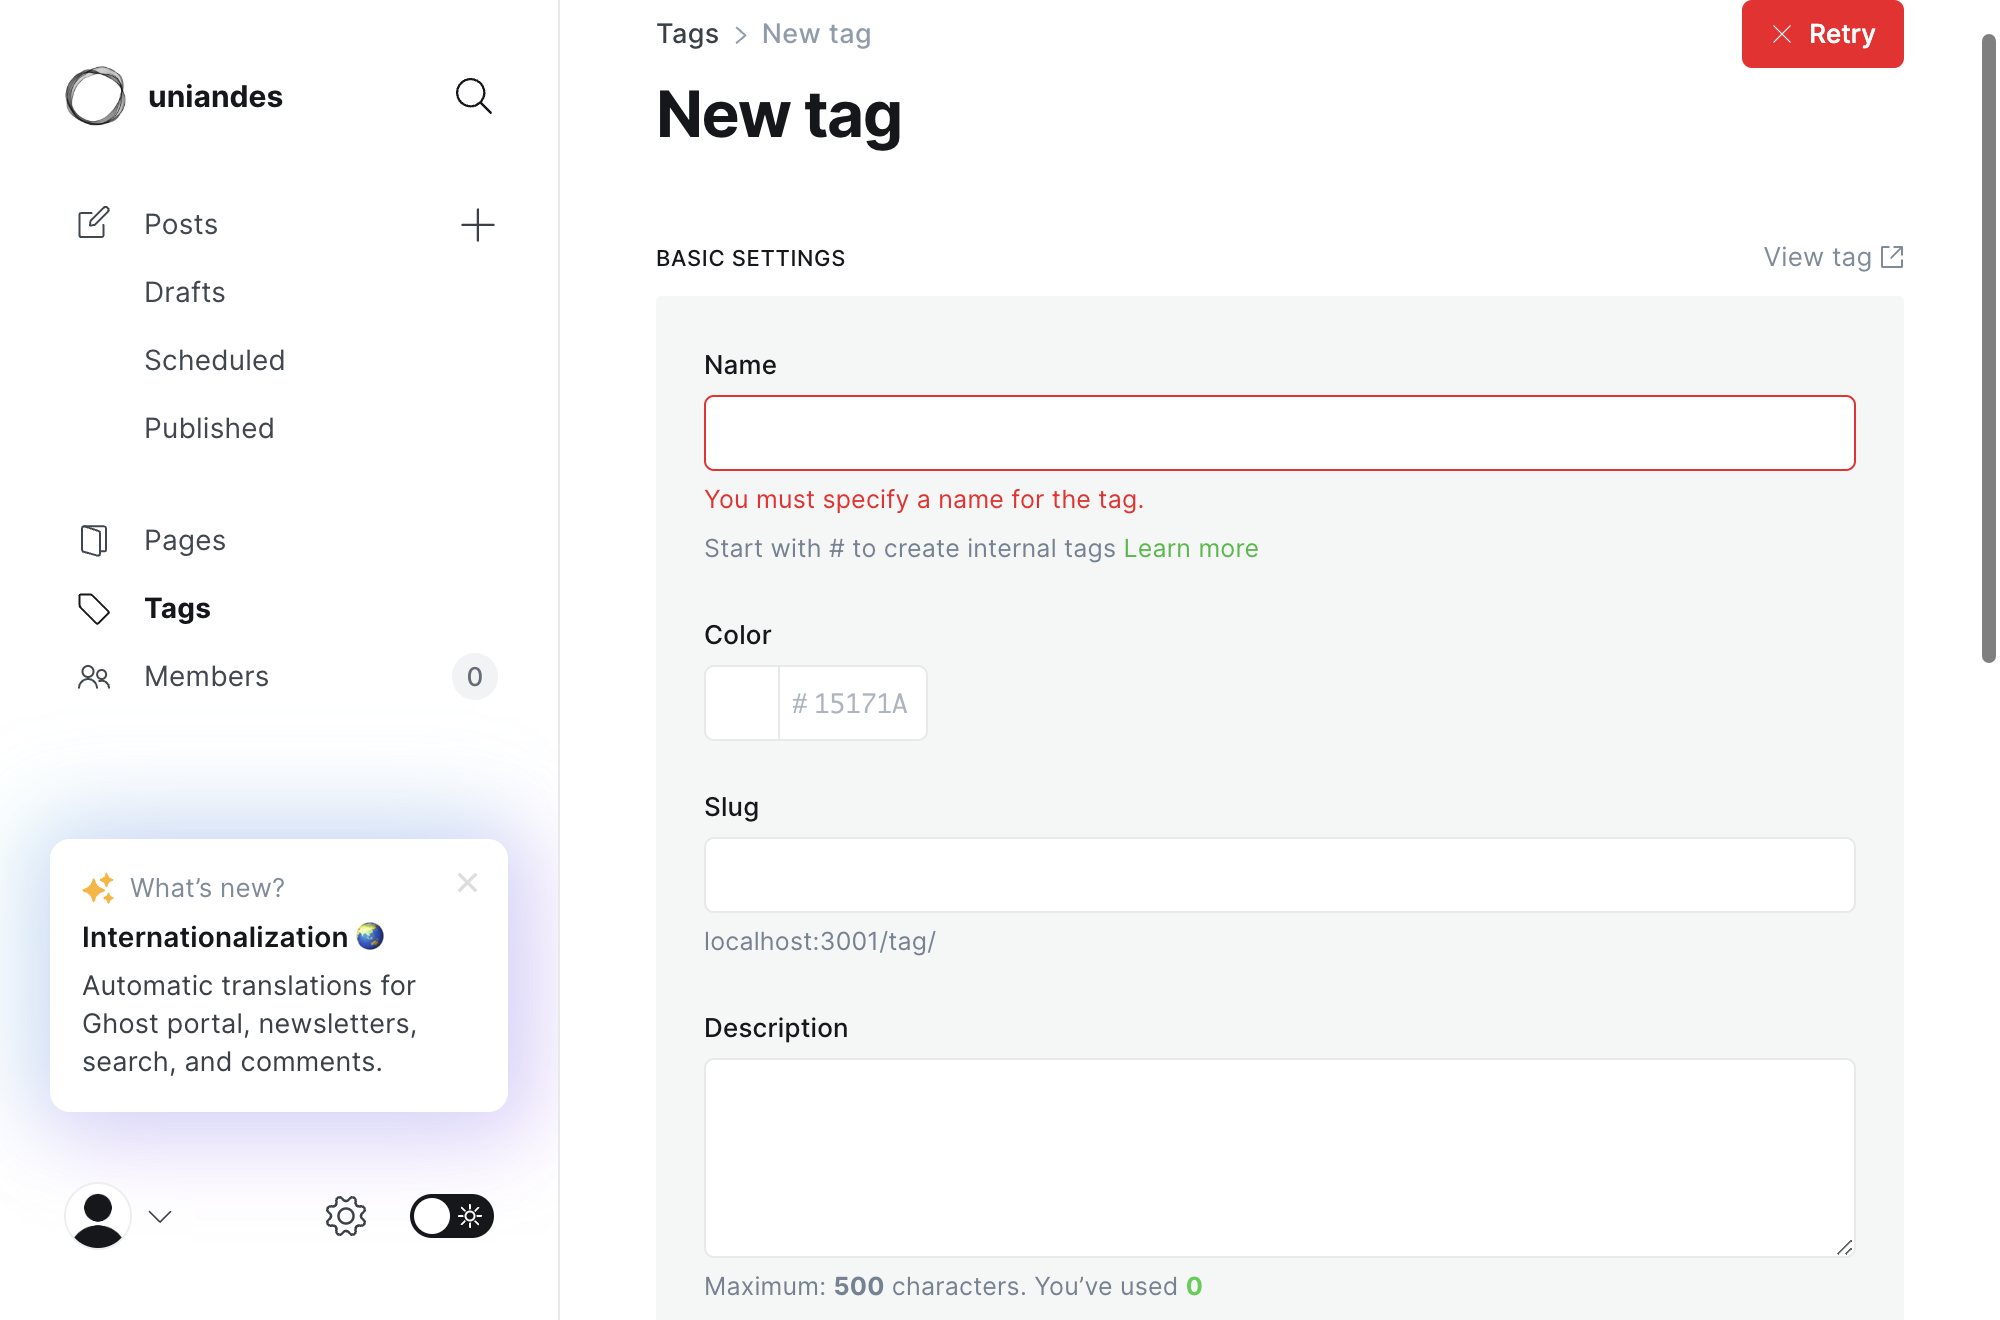 uniandes
Posts
Drafts
Scheduled
Published
Pages
Tags
Members
0
What's new?
Internationalization 🌏
Automatic translations for
Ghost portal, newsletters,
search, and comments.
Tags > New tag
Retry
New tag
BASIC SETTINGS
View tag
Name
You must specify a name for the tag.
Start with # to create internal tags Learn more
Color
# 15171A
Slug
localhost:3001/tag/
Description
Maximum: 500 characters. You’ve used 0